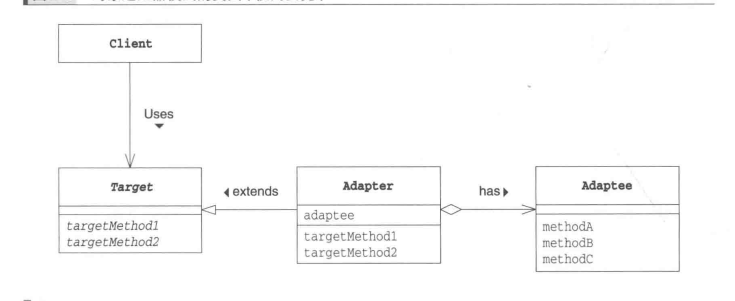 Client
Uses
Target
◀ extends
Adapter
has ▶
Adaptee
adaptee
targetMethod1
targetMethod2
targetMethod1
targetMethod2
methodA
methodB
methodC